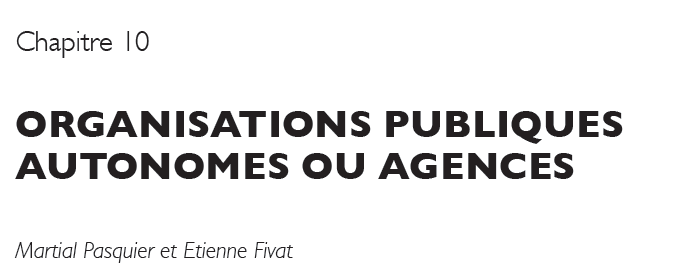 Chapitre 10
ORGANISATIONS PUBLIQUES
AUTONOMES OU AGENCES
Martial Pasquier et Etienne Fivat